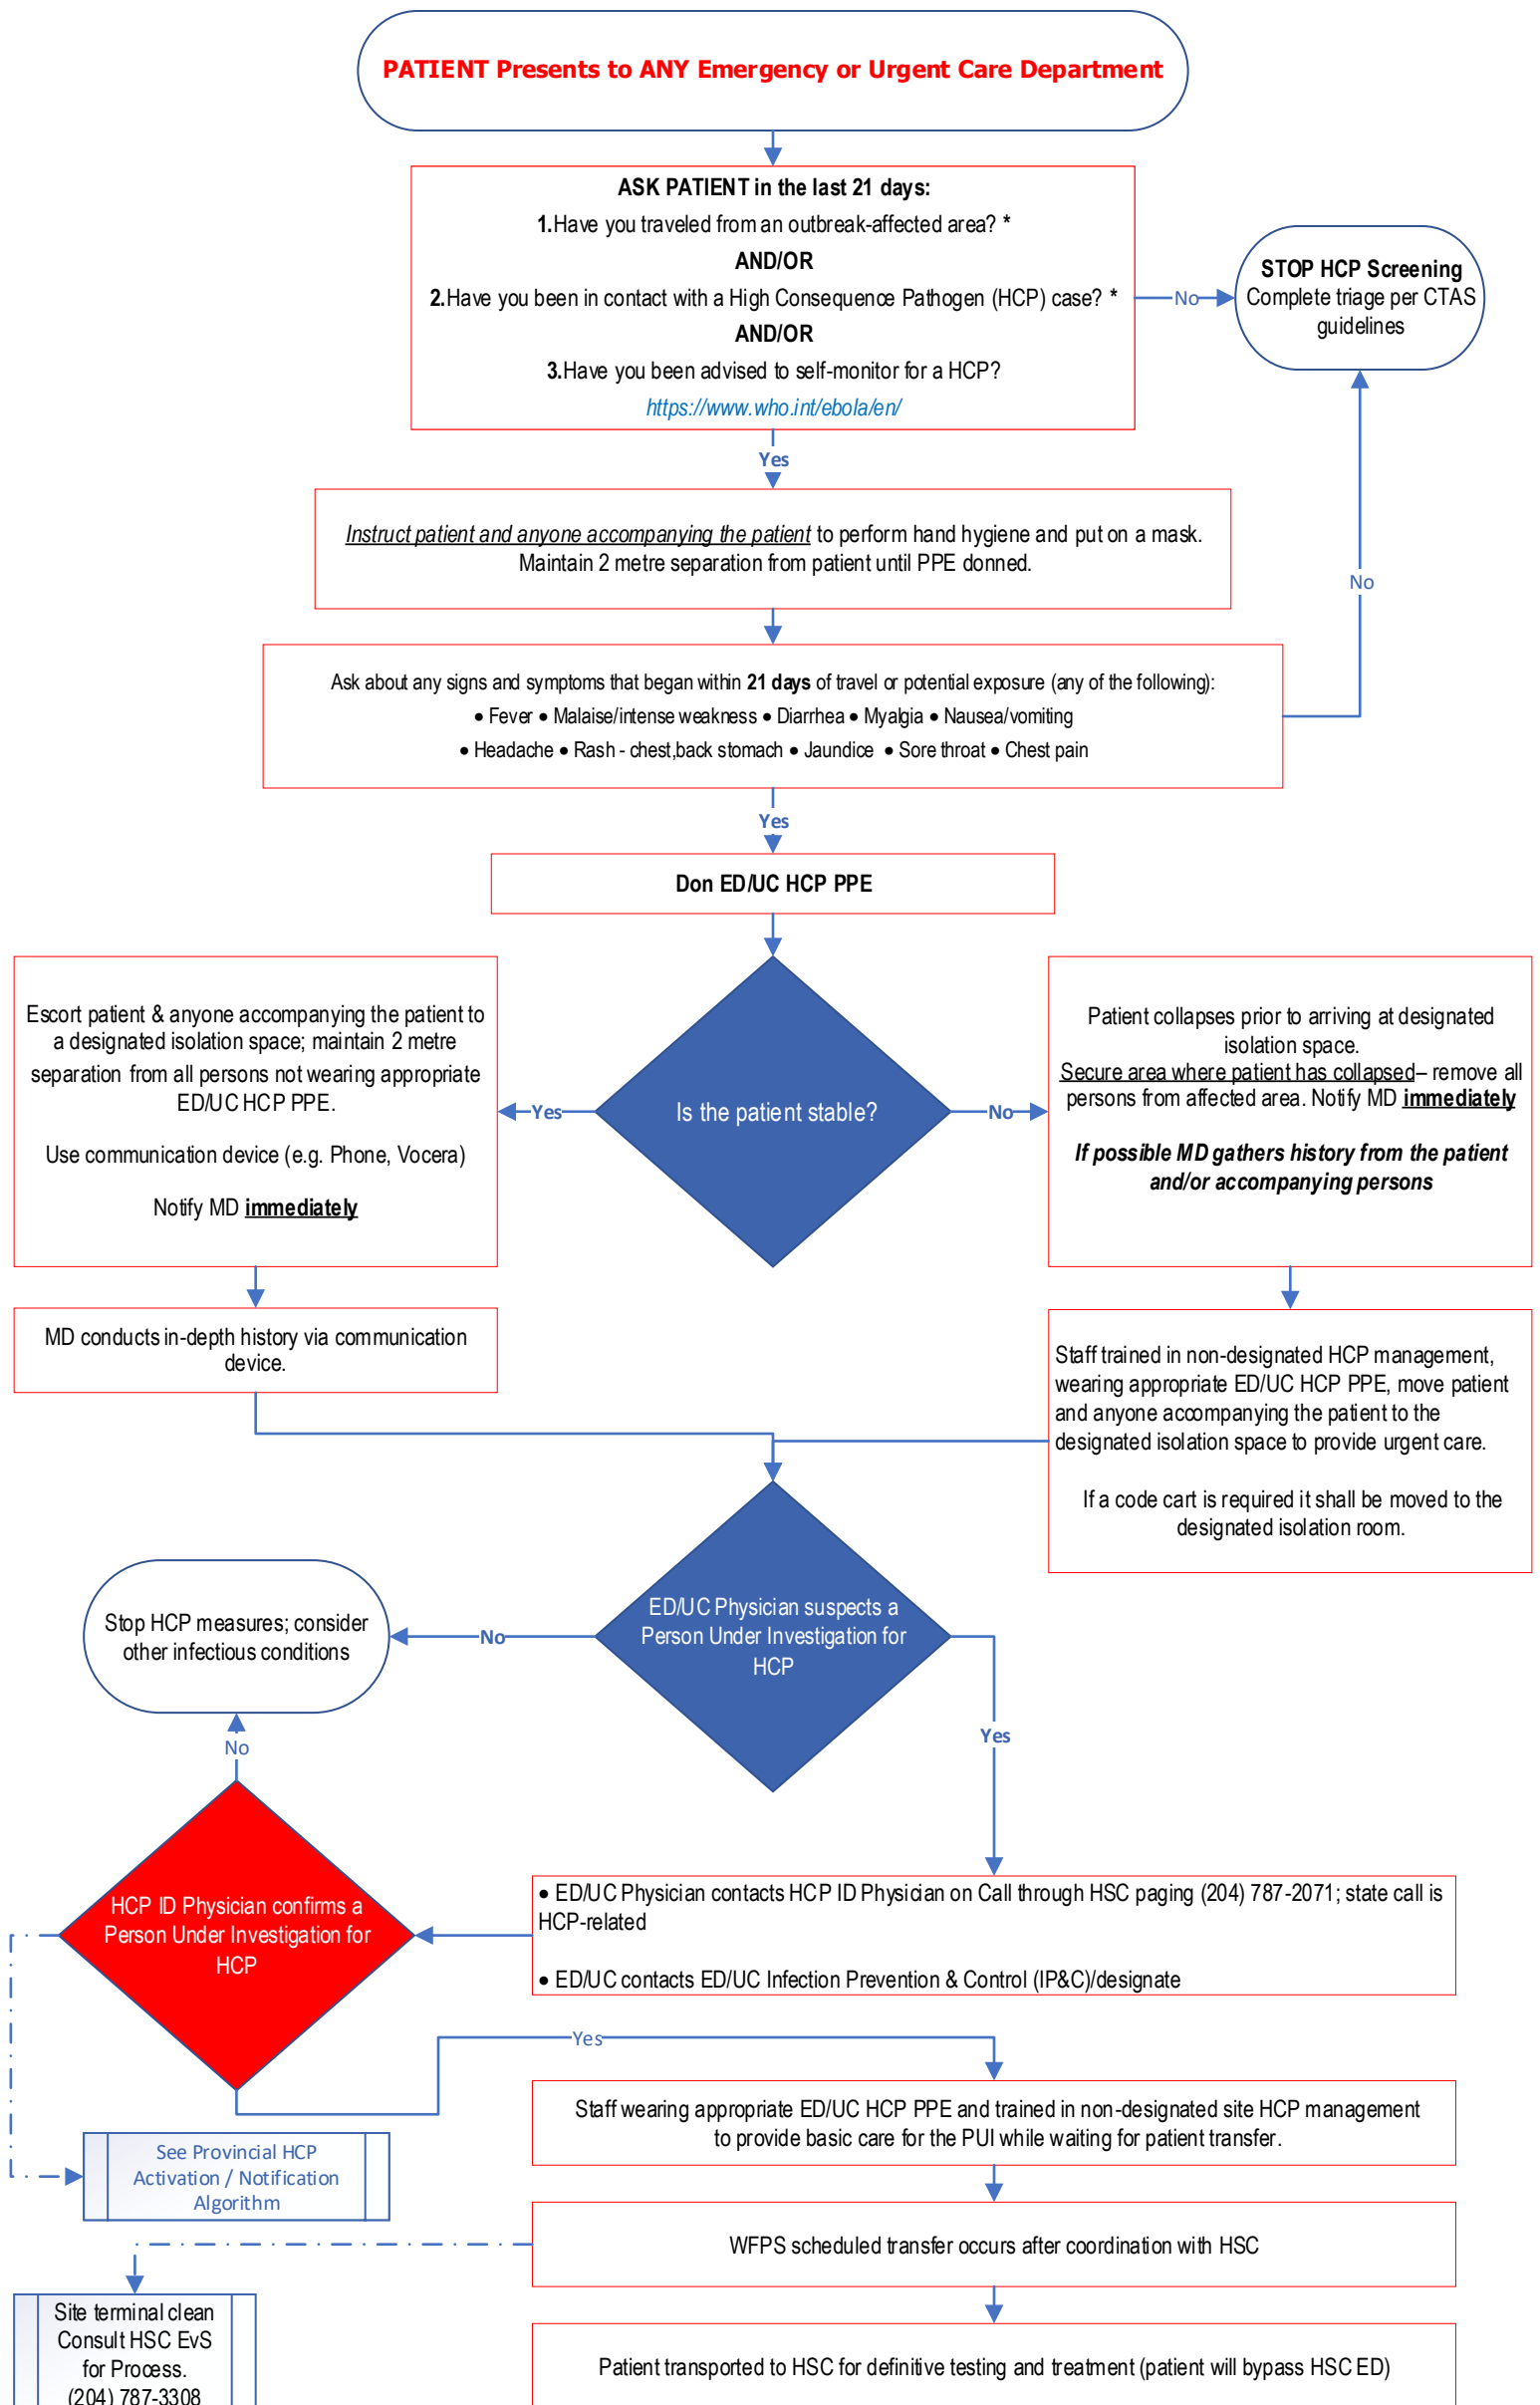 PATIENT Presents to ANY Emergency or Urgent Care Department
ASK PATIENT in the last 21 days:
1.Have you traveled from an outbreak-affected area? *
AND/OR
2.Have you been in contact with a High Consequence Pathogen (HCP) case? *
AND/OR
3.Have you been advised to self-monitor for a HCP?
https://www.who.int/ebola/en/
No
STOP HCP Screening
Complete triage per CTAS
guidelines
Yes
Instruct patient and anyone accompanying the patient to perform hand hygiene and put on a mask.
Maintain 2 metre separation from patient until PPE donned.
No
Ask about any signs and symptoms that began within 21 days of travel or potential exposure (any of the following):
• Fever • Malaise/intense weakness • Diarrhea • Myalgia • Nausea/vomiting
• Headache • Rash - chest,back stomach • Jaundice • Sore throat • Chest pain
Yes
Don ED/UC HCP PPE
Is the patient stable?
Yes
Escort patient & anyone accompanying the patient to
a designated isolation space; maintain 2 metre
separation from all persons not wearing appropriate
ED/UC HCP PPE.
Use communication device (e.g. Phone, Vocera)
Notify MD immediately
No
Patient collapses prior to arriving at designated
isolation space.
Secure area where patient has collapsed– remove all
persons from affected area. Notify MD immediately
If possible MD gathers history from the patient
and/or accompanying persons
MD conducts in-depth history via communication
device.
Staff trained in non-designated HCP management,
wearing appropriate ED/UC HCP PPE, move patient
and anyone accompanying the patient to the
designated isolation space to provide urgent care.
If a code cart is required it shall be moved to the
designated isolation room.
ED/UC Physician suspects a
Person Under Investigation for
HCP
No
Stop HCP measures; consider
other infectious conditions
Yes
No
• ED/UC Physician contacts HCP ID Physician on Call through HSC paging (204) 787-2071; state call is
HCP-related
• ED/UC contacts ED/UC Infection Prevention & Control (IP&C)/designate
HCP ID Physician confirms a
Person Under Investigation for
HCP
Yes
See Provincial HCP
Activation / Notification
Algorithm
Staff wearing appropriate ED/UC HCP PPE and trained in non-designated site HCP management
to provide basic care for the PUI while waiting for patient transfer.
WFPS scheduled transfer occurs after coordination with HSC
Site terminal clean
Consult HSC EvS
for Process.
(204) 787-3308
Patient transported to HSC for definitive testing and treatment (patient will bypass HSC ED)